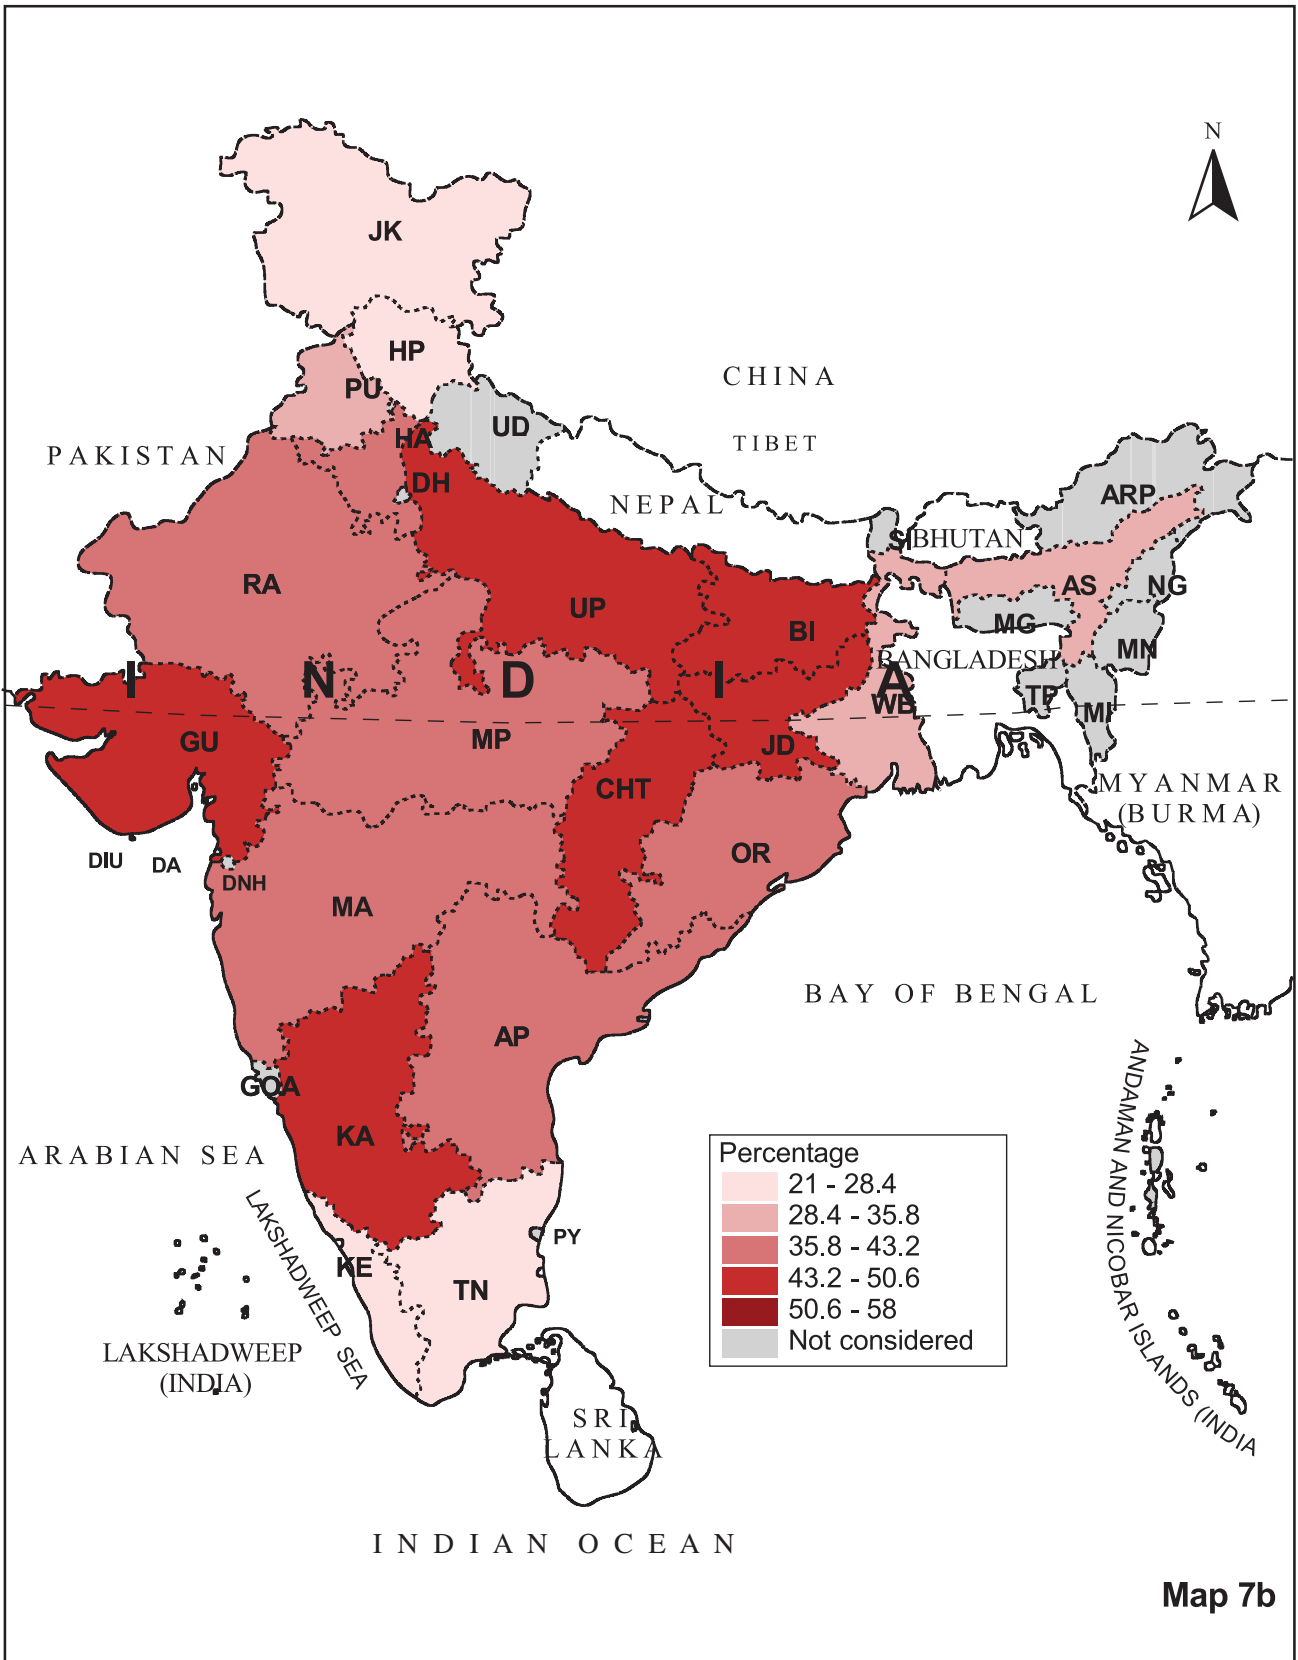 N
JK
HP
CHINA
PU
UD
HA
TIBET
PAKISTAN
DH
NEPAL
ARP
SI
BHUTAN
RA
AS
NG
UP
MG
BI
MN
BANGLADESH
I N D I A
TP
WB
MI
GU
MP
JD
CHT
MYANMAR
(BURMA)
OR
DIU
DA
DNH
MA
BAY OF BENGAL
AP
GOA
KA
ARABIAN SEA
ANDAMAN AND NICOBAR ISLANDS (INDIA
LAKSHADWEEP SEA
PY
KE
TN
LAKSHADWEEP
(INDIA)
Percentage
21 - 28.4
28.4 - 35.8
35.8 - 43.2
43.2 - 50.6
50.6 - 58
Not considered
SRI
LANKA
INDIAN OCEAN
Map 7b